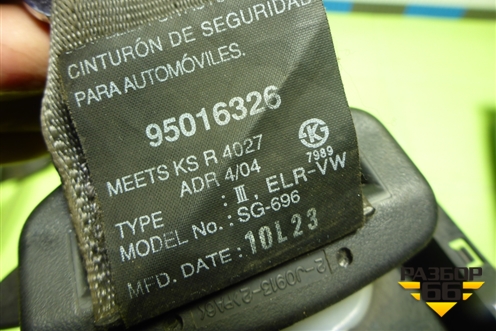 CINTURÓN DE SEGURIDAD
PARA AUTOMÓVILES.
95016326
MEETS KS R 4027
ADR 4/04
7989
TYPE : III, ELR-VW
MODEL No.: SG-696
MFD. DATE : 10L23
РАЗБОР
66